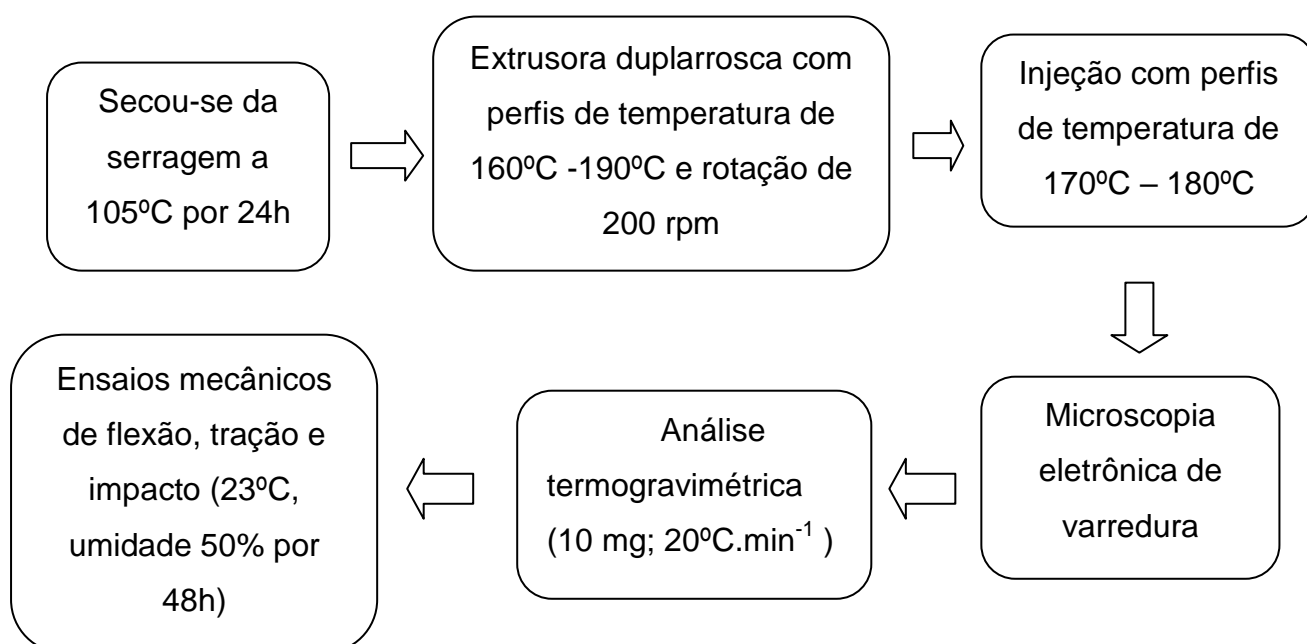 Secou-se da
serragem a
105ºC por 24h
Extrusora duplarrosca com
perfis de temperatura de
160ºC -190ºC e rotação de
200 rpm
Injeção com perfis
de temperatura de
170ºC – 180ºC
Microscopia
eletrônica de
varredura
Análise
termogravimétrica
(10 mg; 20ºC.min⁻¹ )
Ensaios mecânicos
de flexão, tração e
impacto (23ºC,
umidade 50% por
48h)